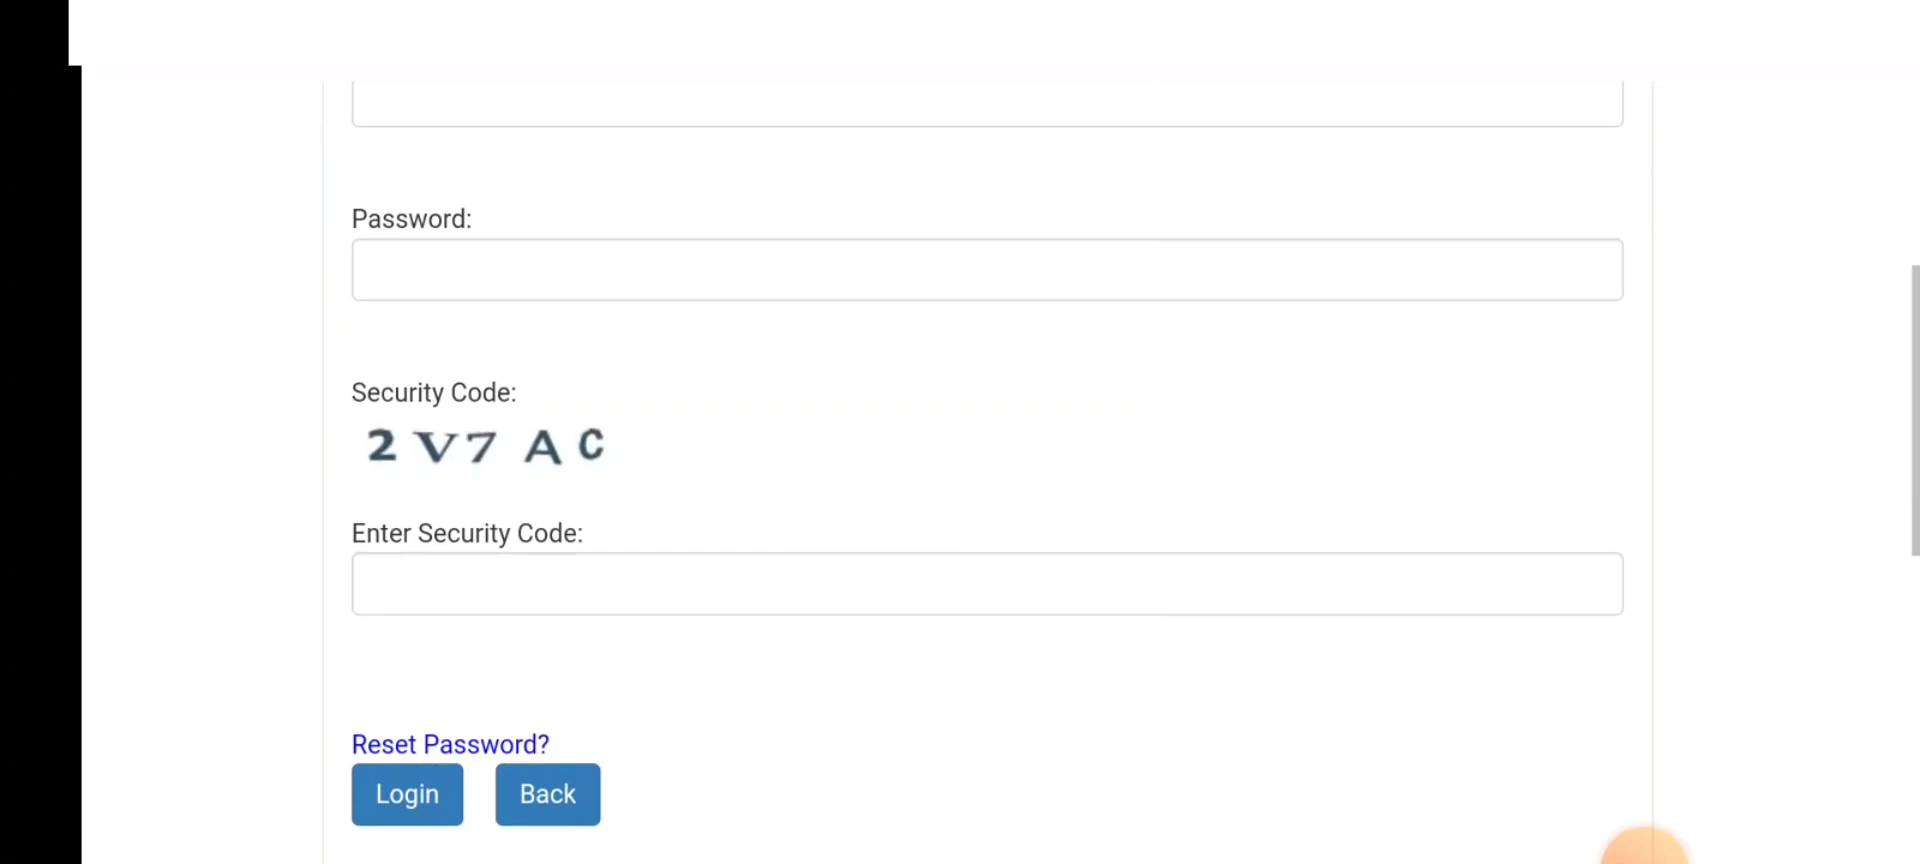 Password:
Security Code:
2 V7 A C
Enter Security Code:
Reset Password?
Login Back